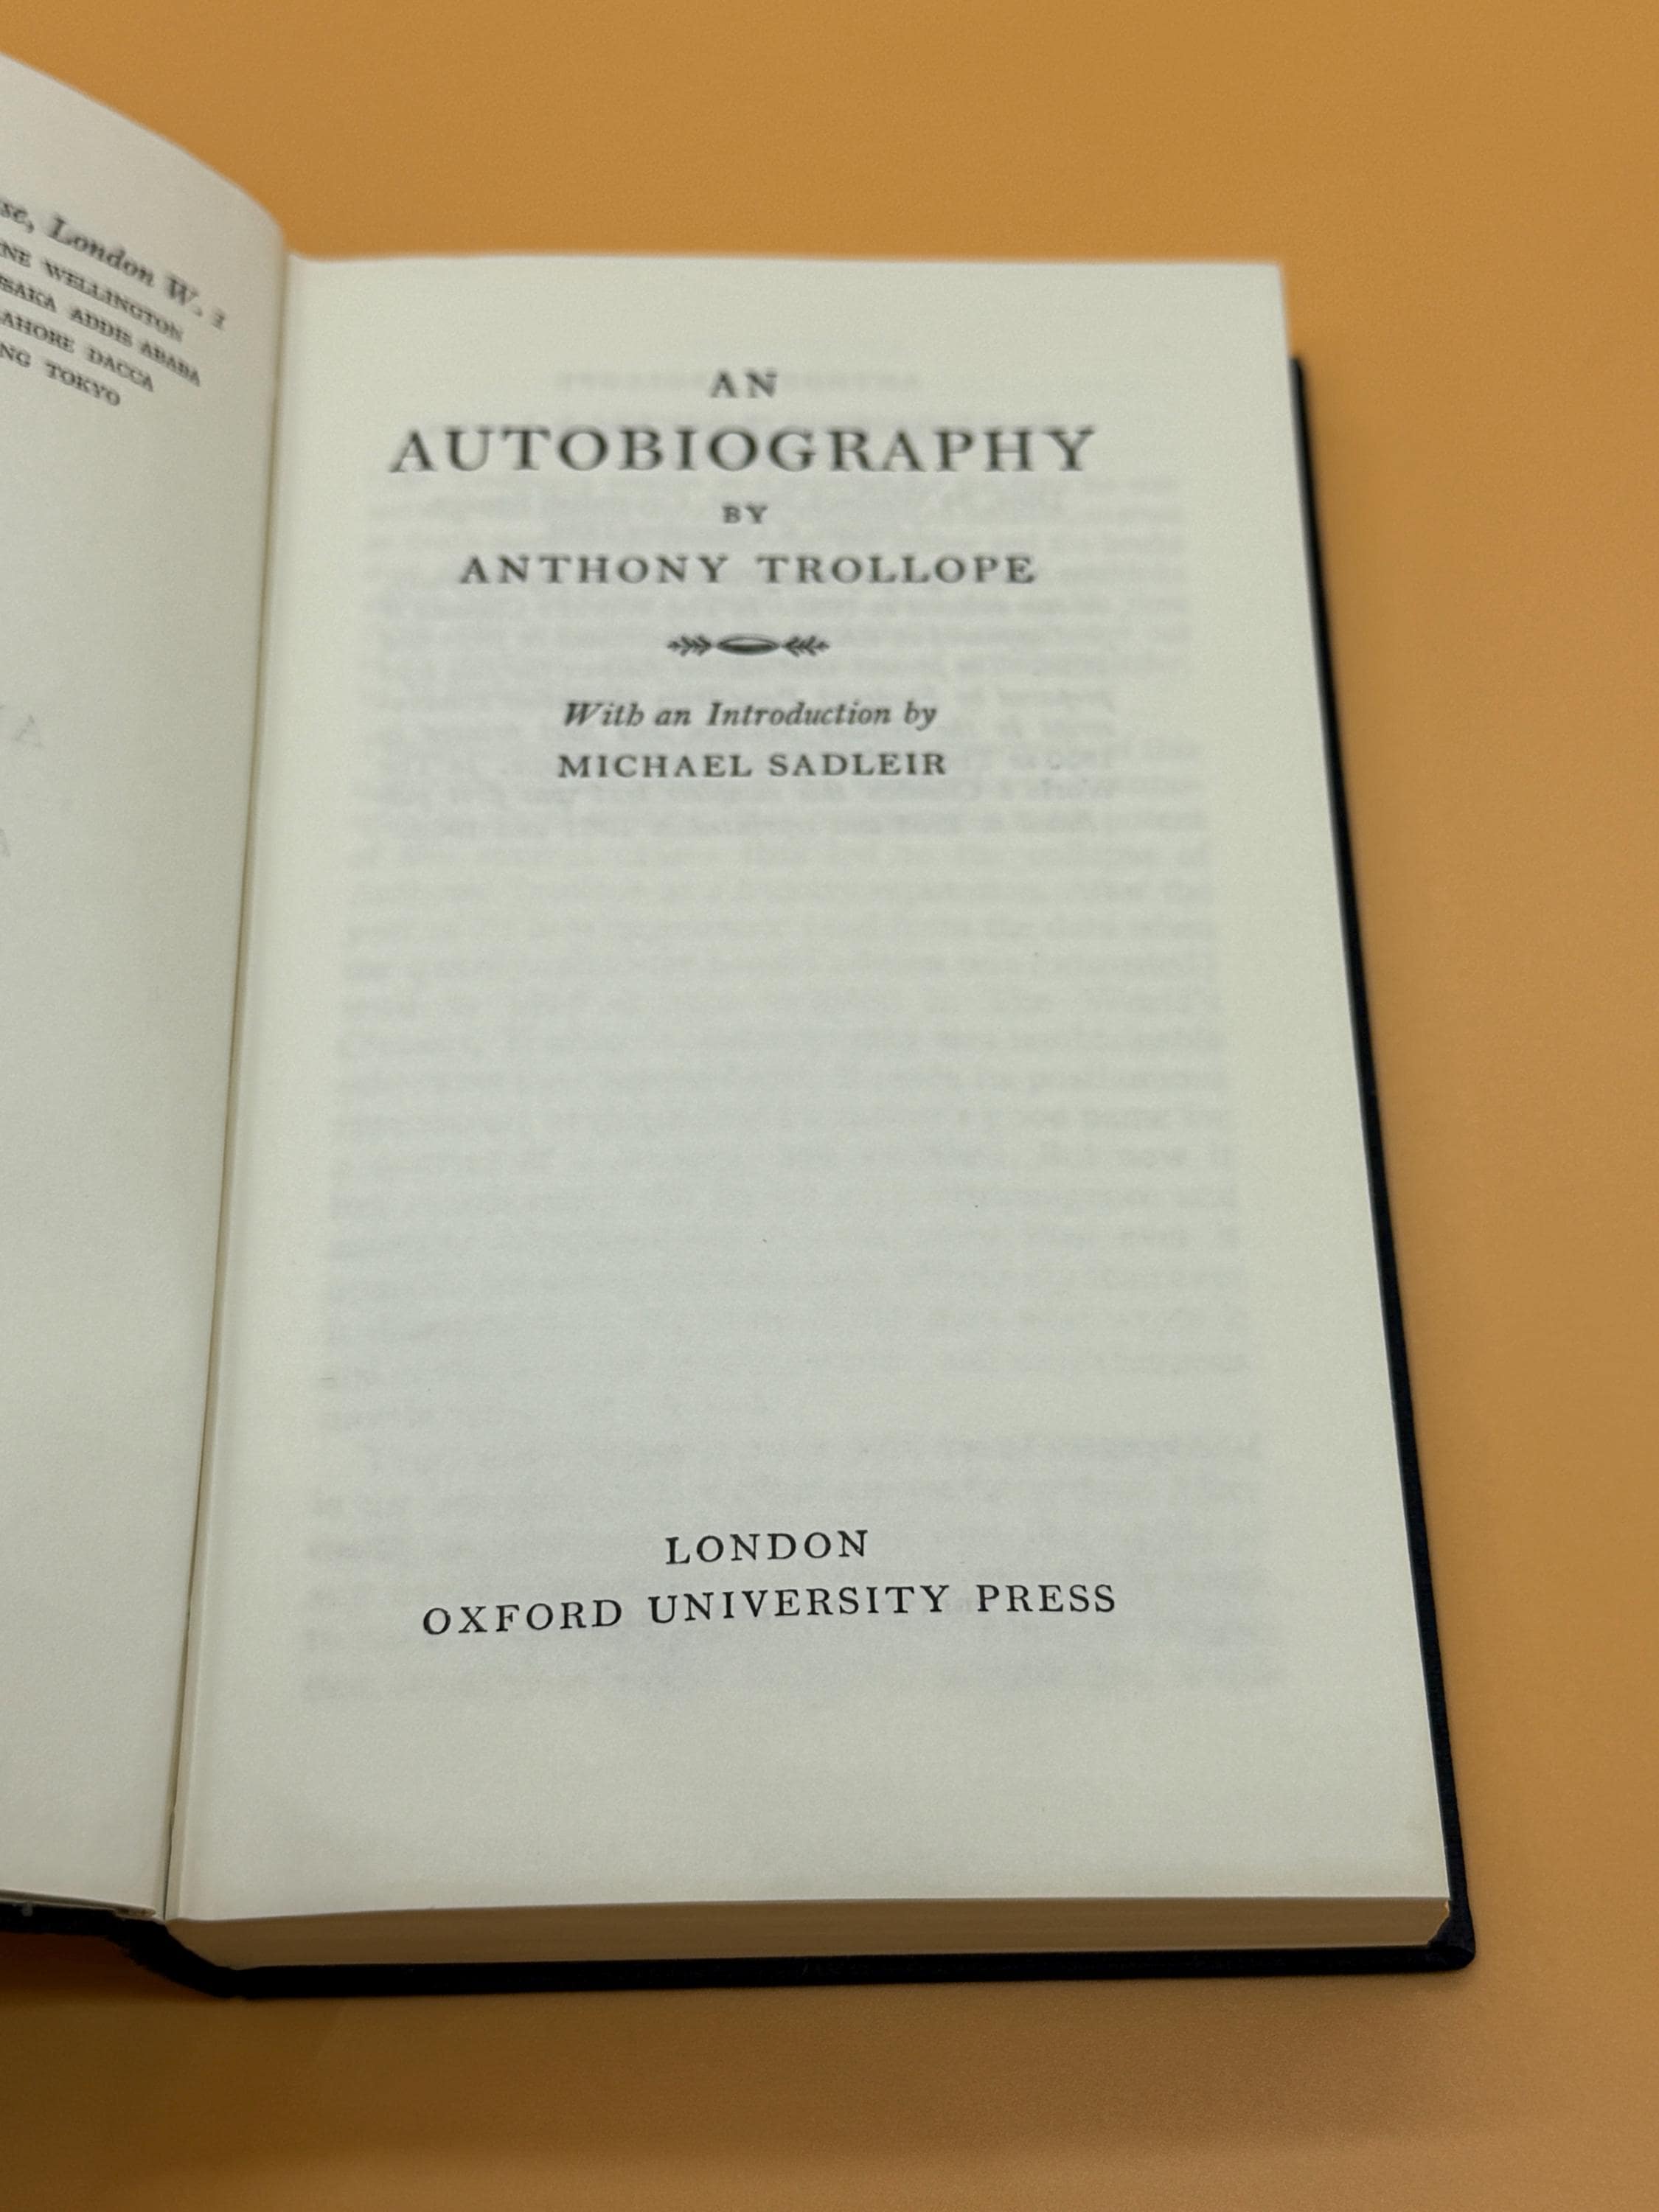 se, London W. 1
NE WELLINGTON
SAKA ADDIS ABABA
AHORE DACCA
NG TOKYO
AN
AUTOBIOGRAPHY
BY
ANTHONY TROLLOPE
With an Introduction by
MICHAEL SADLEIR
LONDON
OXFORD UNIVERSITY PRESS